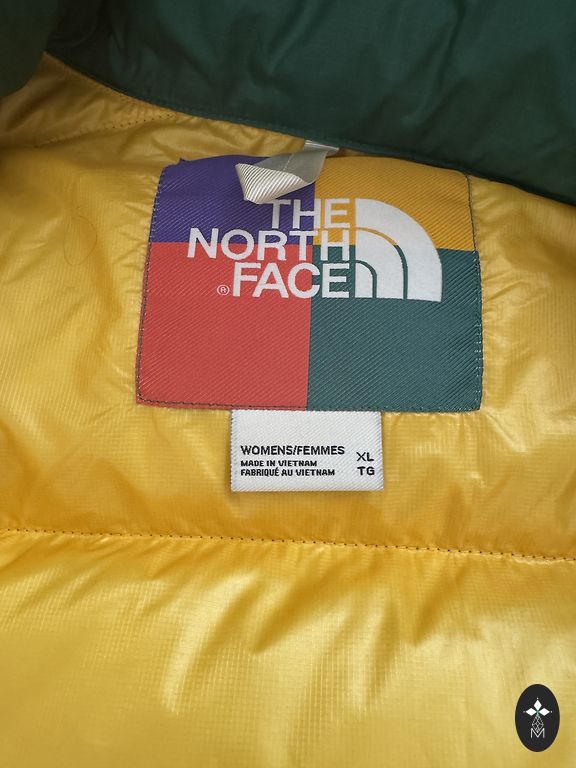 THE
NORTH
®FACE
WOMENS/FEMMES XL
MADE IN VIETNAM TG
FABRIQUÉ AU VIETNAM
M